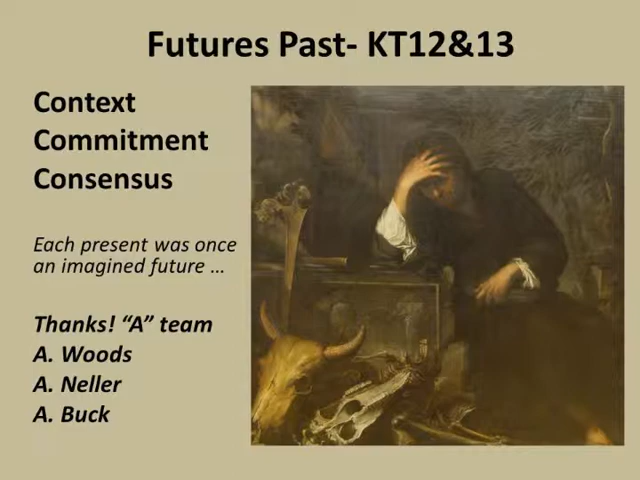 Futures Past- KT12&13
Context
Commitment
Consensus
Each present was once
an imagined future ...
Thanks! “A” team
A. Woods
A. Neller
A. Buck